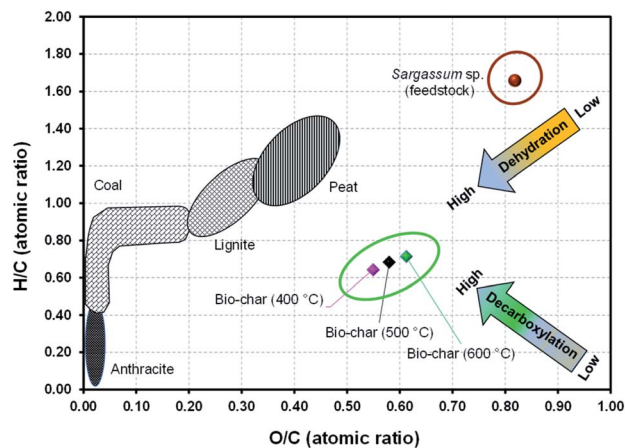 2.00
1.80
1.60
1.40
1.20
1.00
0.80
0.60
0.40
0.20
0.00
H/C (atomic ratio)
Sargassum sp.
(feedstock)
Low
Dehydration
High
Coal
Peat
Lignite
High
Decarboxylation
Low
Bio-char (400 °C)
Bio-char (500 °C)
Bio-char (600 °C)
Anthracite
0.00 0.10 0.20 0.30 0.40 0.50 0.60 0.70 0.80 0.90 1.00
O/C (atomic ratio)